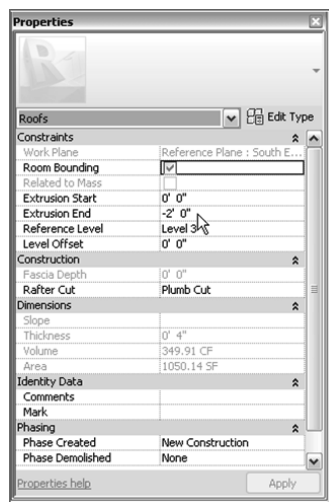 Properties
Roofs Edit Type
Constraints
Work Plane Reference Plane : South E...
Room Bounding
Related to Mass
Extrusion Start 0' 0"
Extrusion End -2' 0"
Reference Level Level 3
Level Offset 0' 0"
Construction
Fascia Depth 0' 0"
Rafter Cut Plumb Cut
Dimensions
Slope
Thickness 0' 4"
Volume 349.91 CF
Area 1050.14 SF
Identity Data
Comments
Mark
Phasing
Phase Created New Construction
Phase Demolished None
Properties help Apply